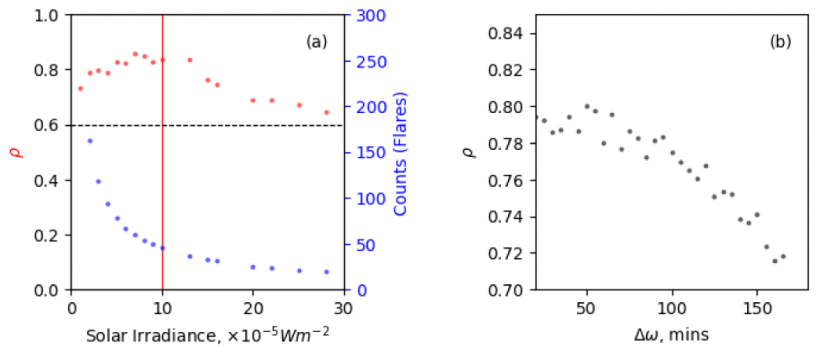 1.0
0.8
0.6
0.4
0.2
0.0
ρ
(a)
300
250
200
150
100
50
0
Counts (Flares)
0 10 20 30
Solar Irradiance, ×10⁻⁵Wm⁻²
0.84
0.82
0.80
0.78
0.76
0.74
0.72
0.70
ρ
(b)
50 100 150
Δω, mins